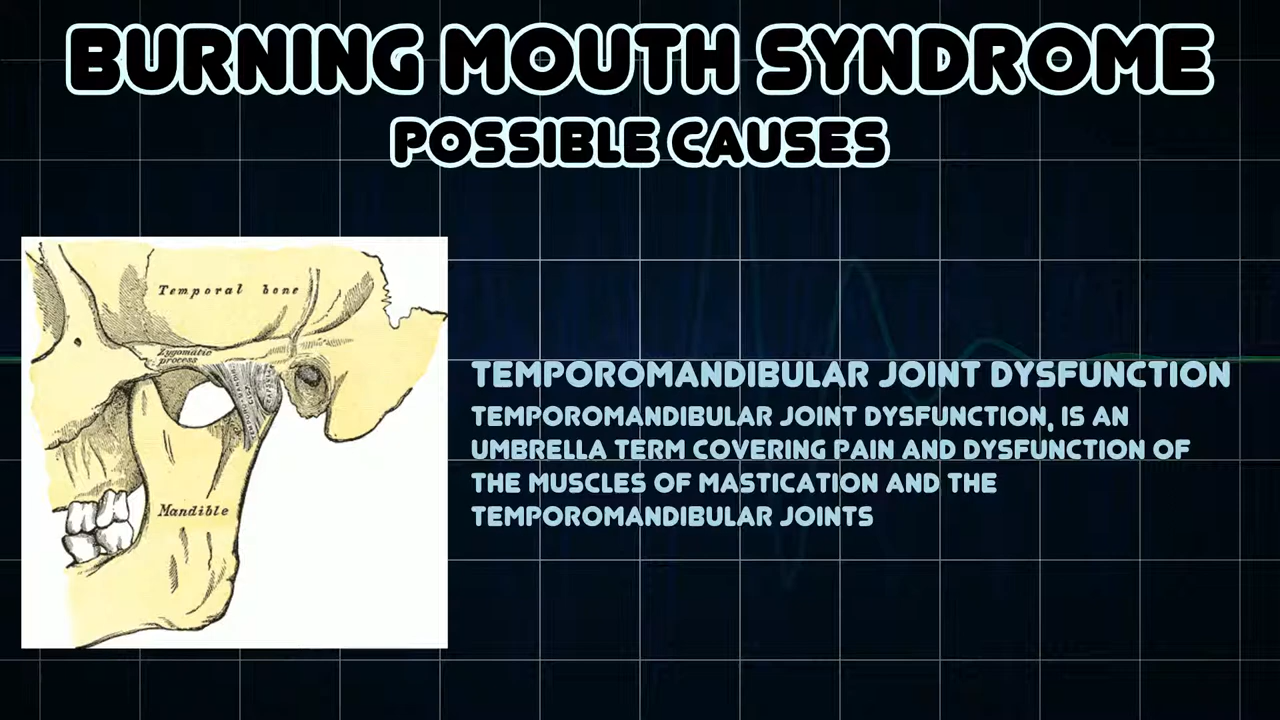 BURNING MOUTH SYNDROME
POSSIBLE CAUSES
Temporal bone
Zygomatic
process
Mandible
TEMPOROMANDIBULAR JOINT DYSFUNCTION
TEMPOROMANDIBULAR JOINT DYSFUNCTION, IS AN
UMBRELLA TERM COVERING PAIN AND DYSFUNCTION OF
THE MUSCLES OF MASTICATION AND THE
TEMPOROMANDIBULAR JOINTS